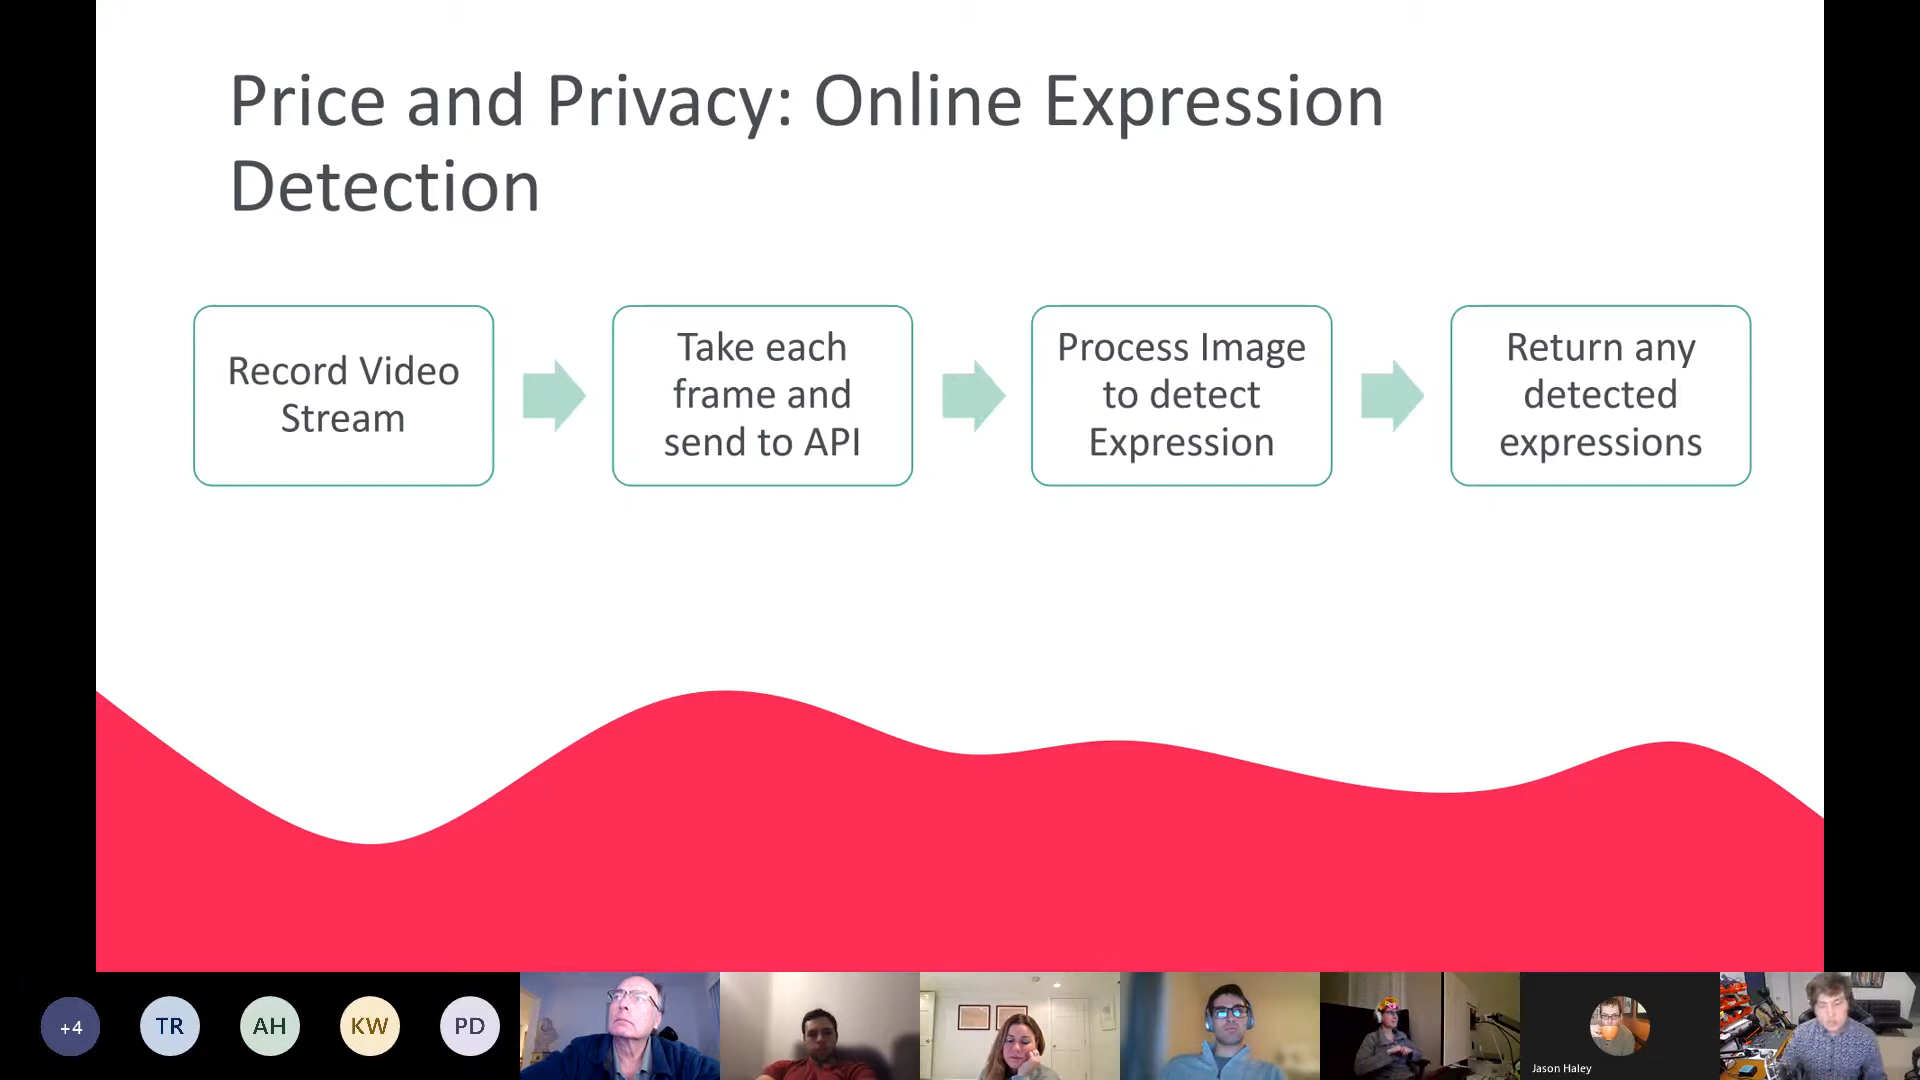 Price and Privacy: Online Expression
Detection
Record Video
Stream
Take each
frame and
send to API
Process Image
to detect
Expression
Return any
detected
expressions
+4
TR
AH
KW
PD
Jason Haley